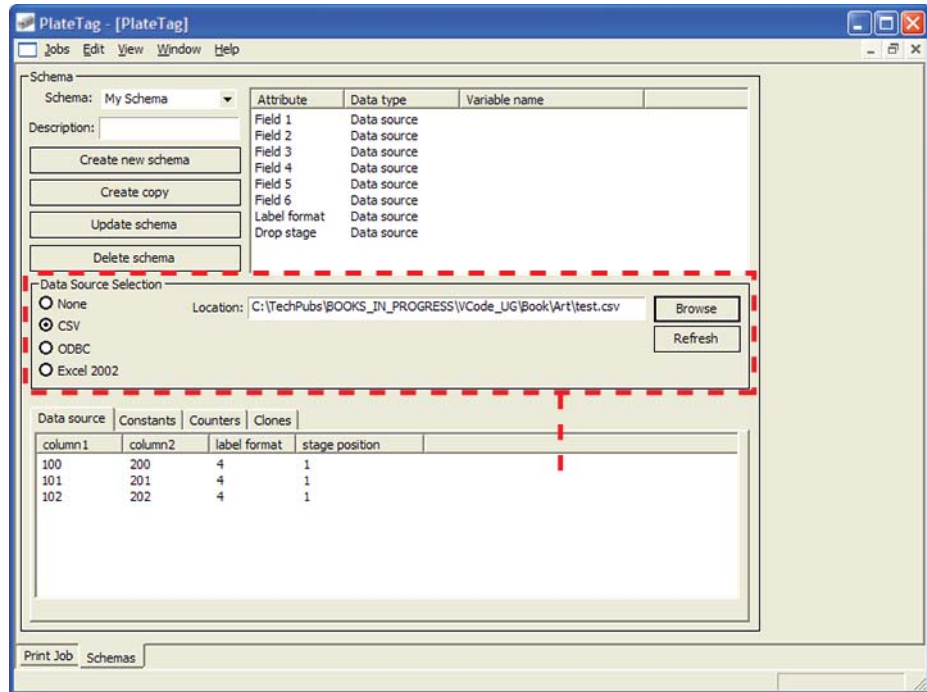 PlateTag - [PlateTag]
Jobs Edit View Window Help
Schema
Schema: My Schema
Description:
Create new schema
Create copy
Update schema
Delete schema
Attribute Data type Variable name
Field 1 Data source
Field 2 Data source
Field 3 Data source
Field 4 Data source
Field 5 Data source
Field 6 Data source
Label format Data source
Drop stage Data source
Data Source Selection
None
CSV
ODBC
Excel 2002
Location: C:\TechPubs\BOOKS_IN_PROGRESS\VCode_UG\Book\Art\test.csv
Browse
Refresh
Data source Constants Counters Clones
column1 column2 label format stage position
100 200 4 1
101 201 4 1
102 202 4 1
Print Job Schemas